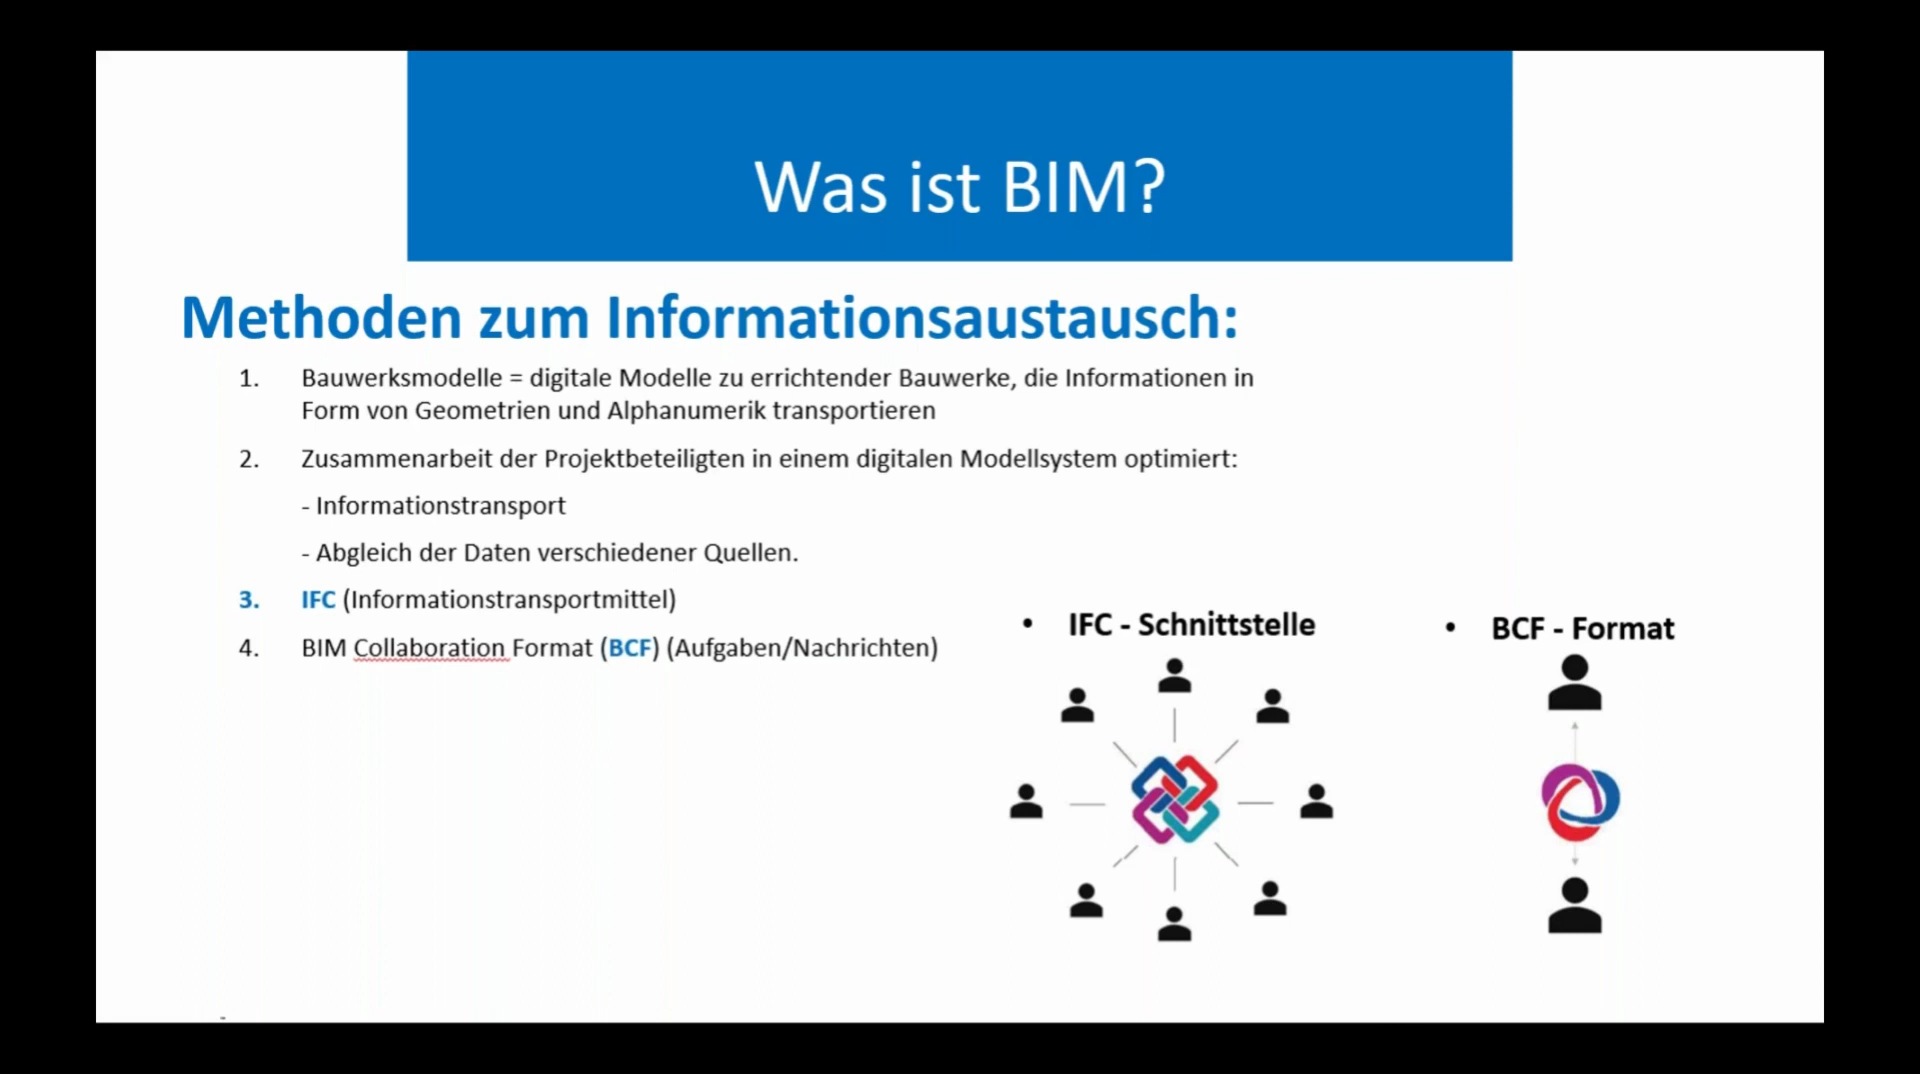 Was ist BIM?
Methoden zum Informationsaustausch:
1. Bauwerksmodelle = digitale Modelle zu errichtender Bauwerke, die Informationen in
Form von Geometrien und Alphanumerik transportieren
2. Zusammenarbeit der Projektbeteiligten in einem digitalen Modellsystem optimiert:
- Informationstransport
- Abgleich der Daten verschiedener Quellen.
3. IFC (Informationstransportmittel)
4. BIM Collaboration Format (BCF) (Aufgaben/Nachrichten)
• IFC - Schnittstelle
• BCF - Format
-